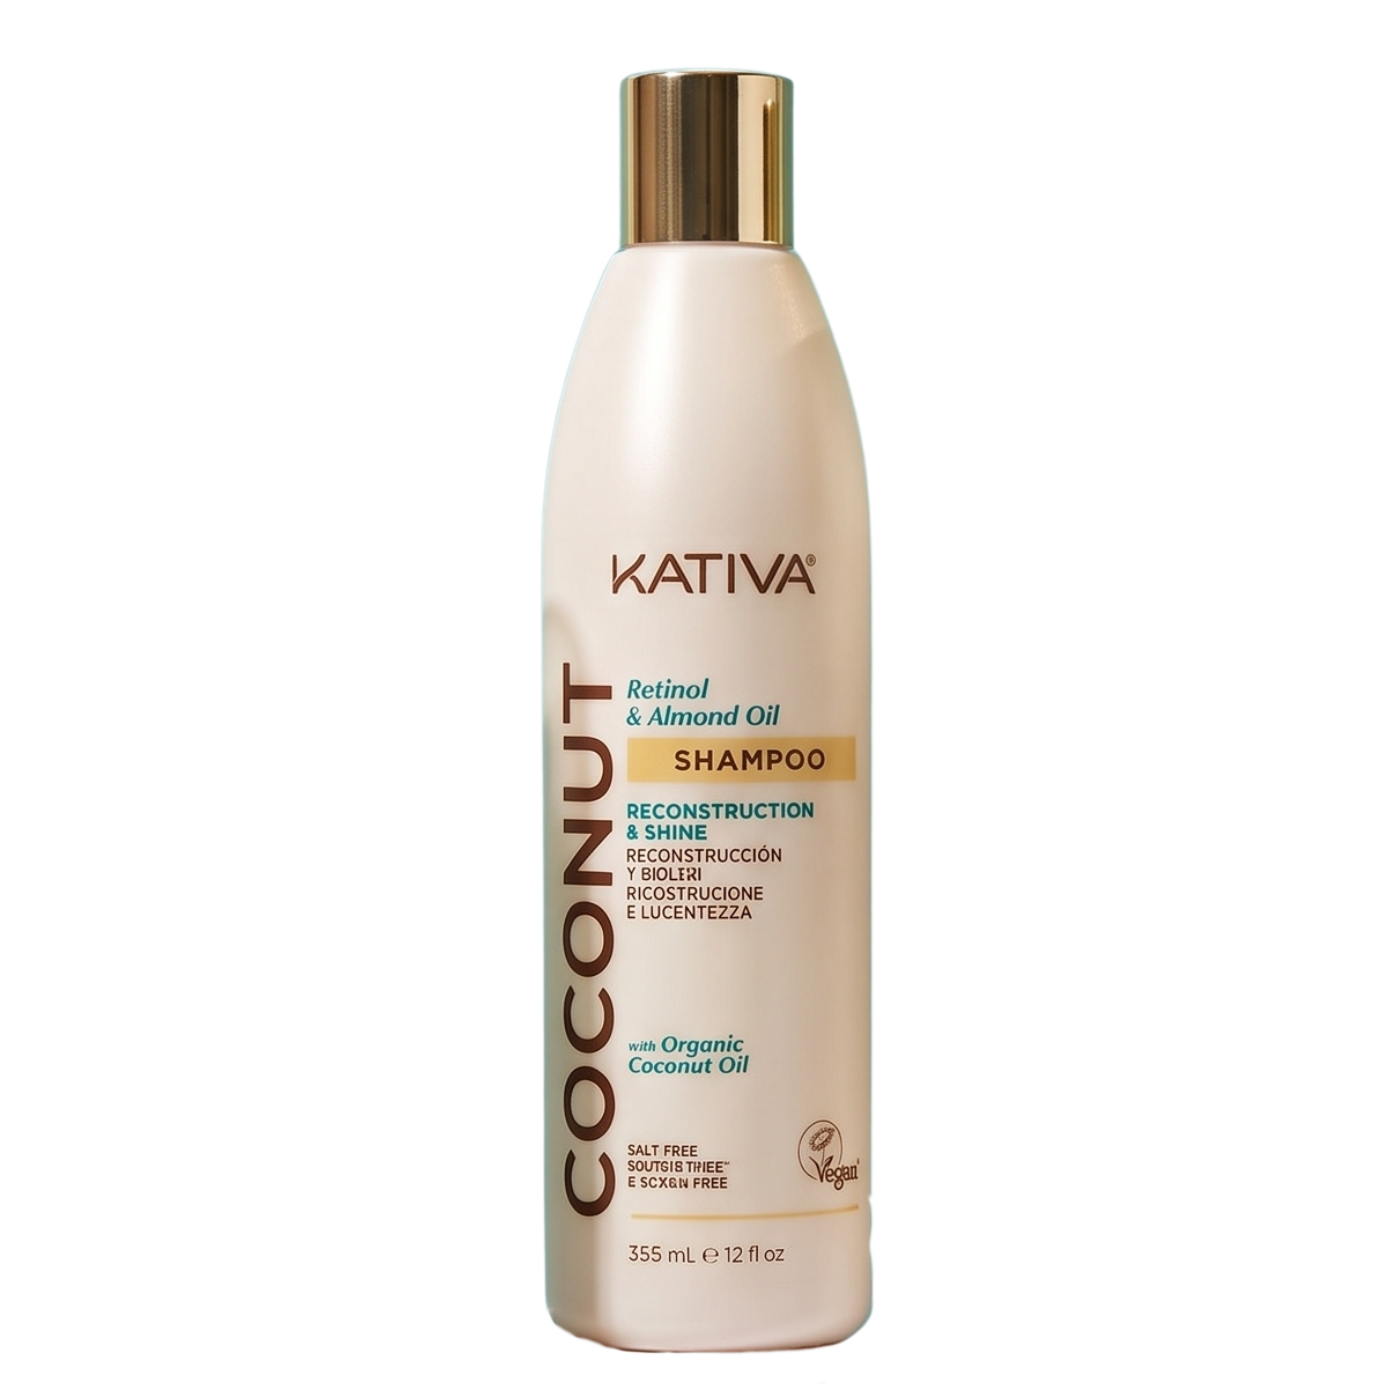 KATIVA®
COCONUT
Retinol
& Almond Oil
SHAMPOO
RECONSTRUCTION
& SHINE
RECONSTRUCCIÓN
Y
RICOSTRUCIONE
E LUCENTEZZA
with Organic
Coconut Oil
SALT FREE
E FREE
Vegan
355 mL ℮ 12 fl oz